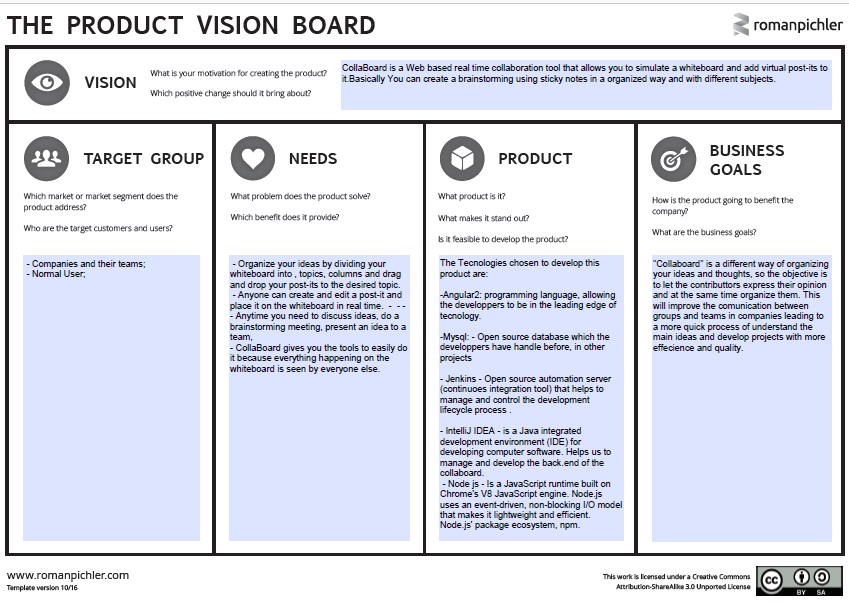 THE PRODUCT VISION BOARD
romanpichler
VISION
What is your motivation for creating the product?
Which positive change should it bring about?
CollaBoard is a Web based real time collaboration tool that allows you to simulate a whiteboard and add virtual post-its to
it.Basically You can create a brainstorming using sticky notes in a organized way and with different subjects.
TARGET GROUP
Which market or market segment does the
product address?
Who are the target customers and users?
- Companies and their teams;
- Normal User;
NEEDS
What problem does the product solve?
Which benefit does it provide?
- Organize your ideas by dividing your
whiteboard into , topics, columns and drag
and drop your post-its to the desired topic.
- Anyone can create and edit a post-it and
place it on the whiteboard in real time. - - -
- Anytime you need to discuss ideas, do a
brainstorming meeting, present an idea to a
team,
- CollaBoard gives you the tools to easily do
it because everything happening on the
whiteboard is seen by everyone else.
PRODUCT
What product is it?
What makes it stand out?
Is it feasible to develop the product?
The Tecnologies chosen to develop this
product are:
-Angular2: programming language, allowing
the developpers to be in the leading edge of
tecnology.
-Mysql: - Open source database which the
developpers have handle before, in other
projects
- Jenkins - Open source automation server
(continuoes integration tool) that helps to
manage and control the development
lifecycle process .
- IntelliJ IDEA - is a Java integrated
development environment (IDE) for
developing computer software. Helps us to
manage and develop the back.end of the
collaboard.
- Node js - Is a JavaScript runtime built on
Chrome's V8 JavaScript engine. Node.js
uses an event-driven, non-blocking I/O model
that makes it lightweight and efficient.
Node.js' package ecosystem, npm.
BUSINESS
GOALS
How is the product going to benefit the
company?
What are the business goals?
"Collaboard" is a different way of organizing
your ideas and thoughts, so the objective is
to let the contributtors express their opinion
and at the same time organize them. This
will improve the comunication between
groups and teams in companies leading to
a more quick process of understand the
main ideas and develop projects with more
effecience and quality.
www.romanpichler.com
Template version 10/16
This work is licensed under a Creative Commons
Attribution-ShareAlike 3.0 Unported License
cc
BY SA